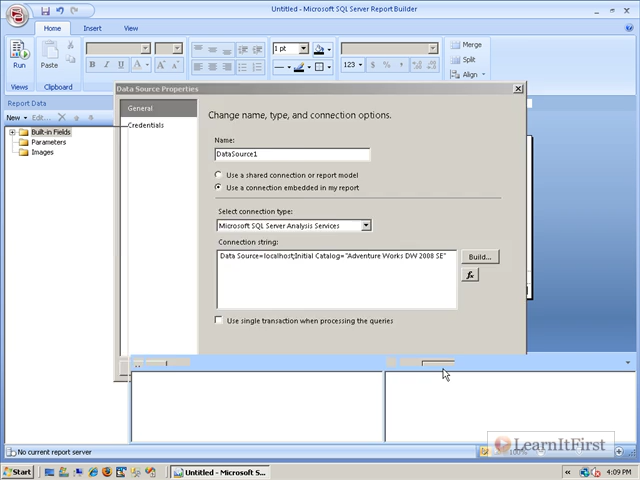 Untitled - Microsoft SQL Server Report Builder
Home Insert View
Run
Paste
1 pt
123
Merge
Split
Align
Views Clipboard
Report Data
New Edit...
Built-in Fields
Parameters
Images
Data Source Properties
General
Credentials
Change name, type, and connection options.
Name:
DataSource1
Use a shared connection or report model
Use a connection embedded in my report
Select connection type:
Microsoft SQL Server Analysis Services
Connection string:
Data Source=localhost;Initial Catalog="Adventure Works DW 2008 SE"
Build...
fx
Use single transaction when processing the queries
LearnItFirst
No current report server
100%
Start
Untitled - Microsoft S...
4:09 PM